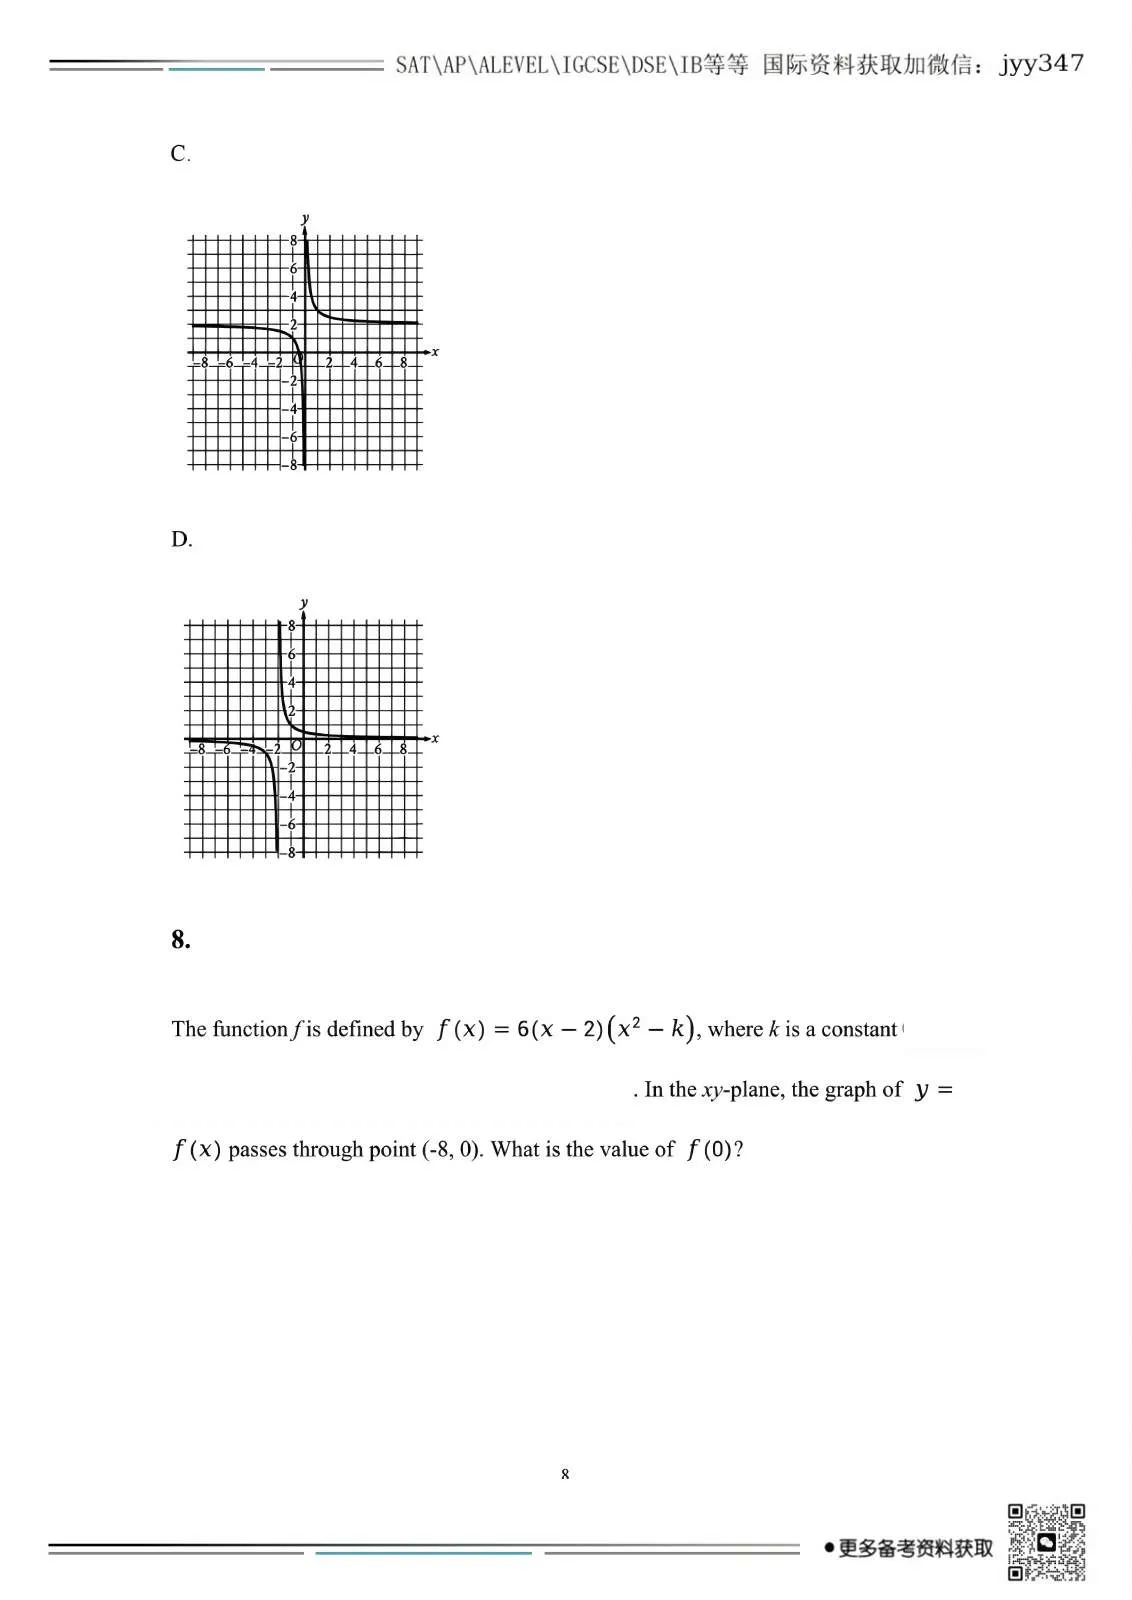 SAT\AP\ALEVEL\IGCSE\DSE\IB等等 国际资料获取加微信：jyy347
C.
y
8
6
4
2
x
-8 -6 -4 -2 O 2 4 6 8
-2
-4
-6
-8
D.
y
8
6
4
2
x
-8 -6 -4 -2 O 2 4 6 8
-2
-4
-6
-8
8.
The function f is defined by f(x) = 6(x − 2)(x² − k), where k is a constant
. In the xy-plane, the graph of y =
f(x) passes through point (-8, 0). What is the value of f(0)?
8
●更多备考资料获取